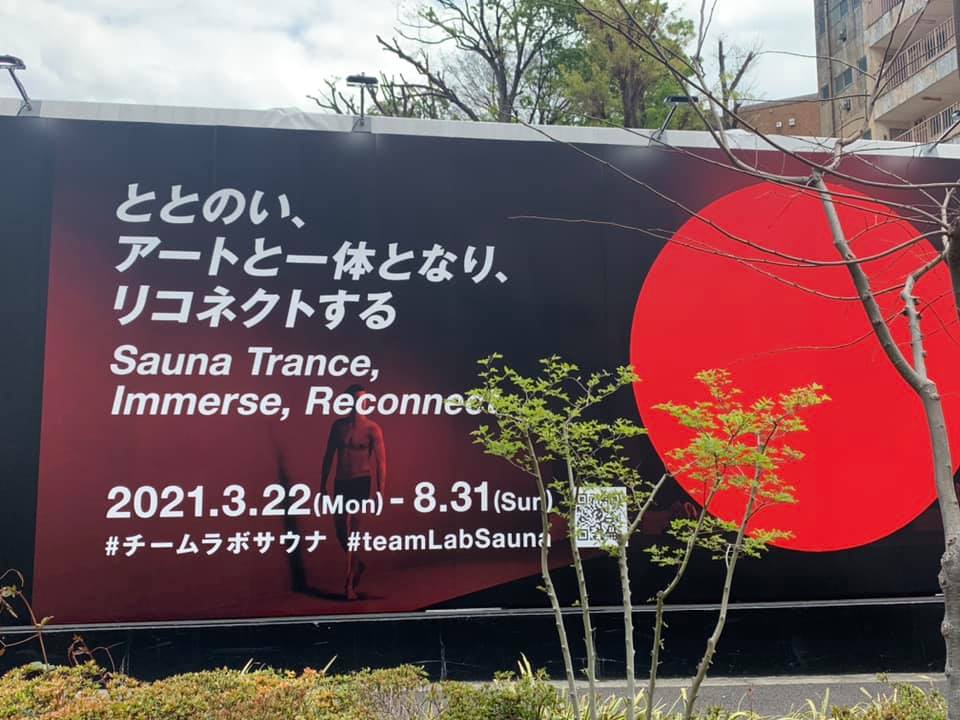 ととのい、
アートと一体となり、
リコネクトする
Sauna Trance,
Immerse, Reconnect
2021.3.22(Mon) - 8.31(Sun)
#チームラボサウナ #teamLabSauna